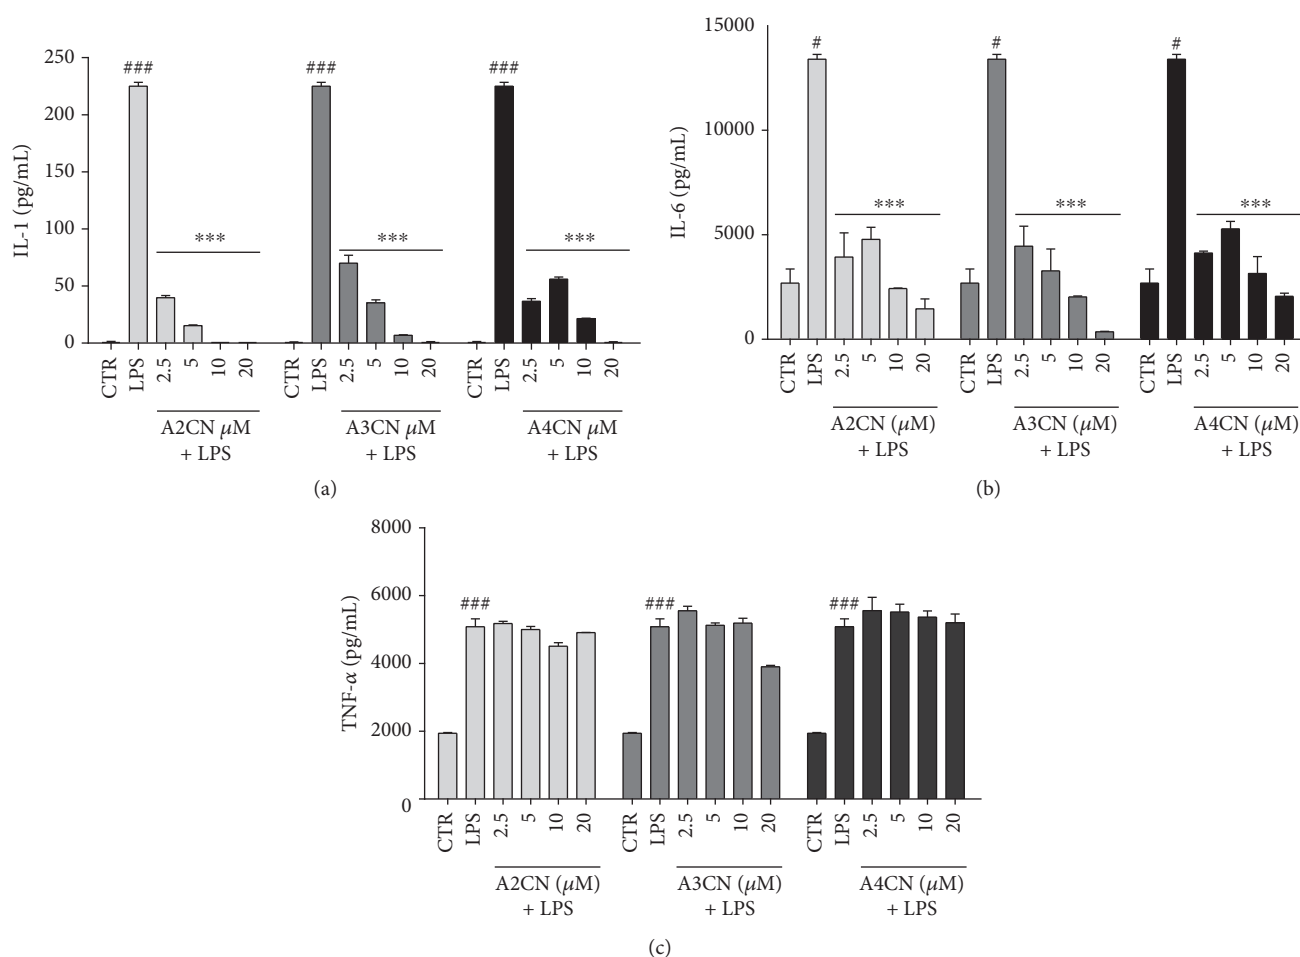 IL-1 (pg/mL)
250
200
150
100
50
0
###
###
###
***
***
***
CTR
LPS
2.5
5
10
20
CTR
LPS
2.5
5
10
20
CTR
LPS
2.5
5
10
20
A2CN μM
+ LPS
A3CN μM
+ LPS
A4CN μM
+ LPS
(a)
IL-6 (pg/mL)
15000
10000
5000
0
#
#
#
***
***
***
CTR
LPS
2.5
5
10
20
CTR
LPS
2.5
5
10
20
CTR
LPS
2.5
5
10
20
A2CN (μM)
+ LPS
A3CN (μM)
+ LPS
A4CN (μM)
+ LPS
(b)
TNF-α (pg/mL)
8000
6000
4000
2000
0
###
###
###
CTR
LPS
2.5
5
10
20
CTR
LPS
2.5
5
10
20
CTR
LPS
2.5
5
10
20
A2CN (μM)
+ LPS
A3CN (μM)
+ LPS
A4CN (μM)
+ LPS
(c)